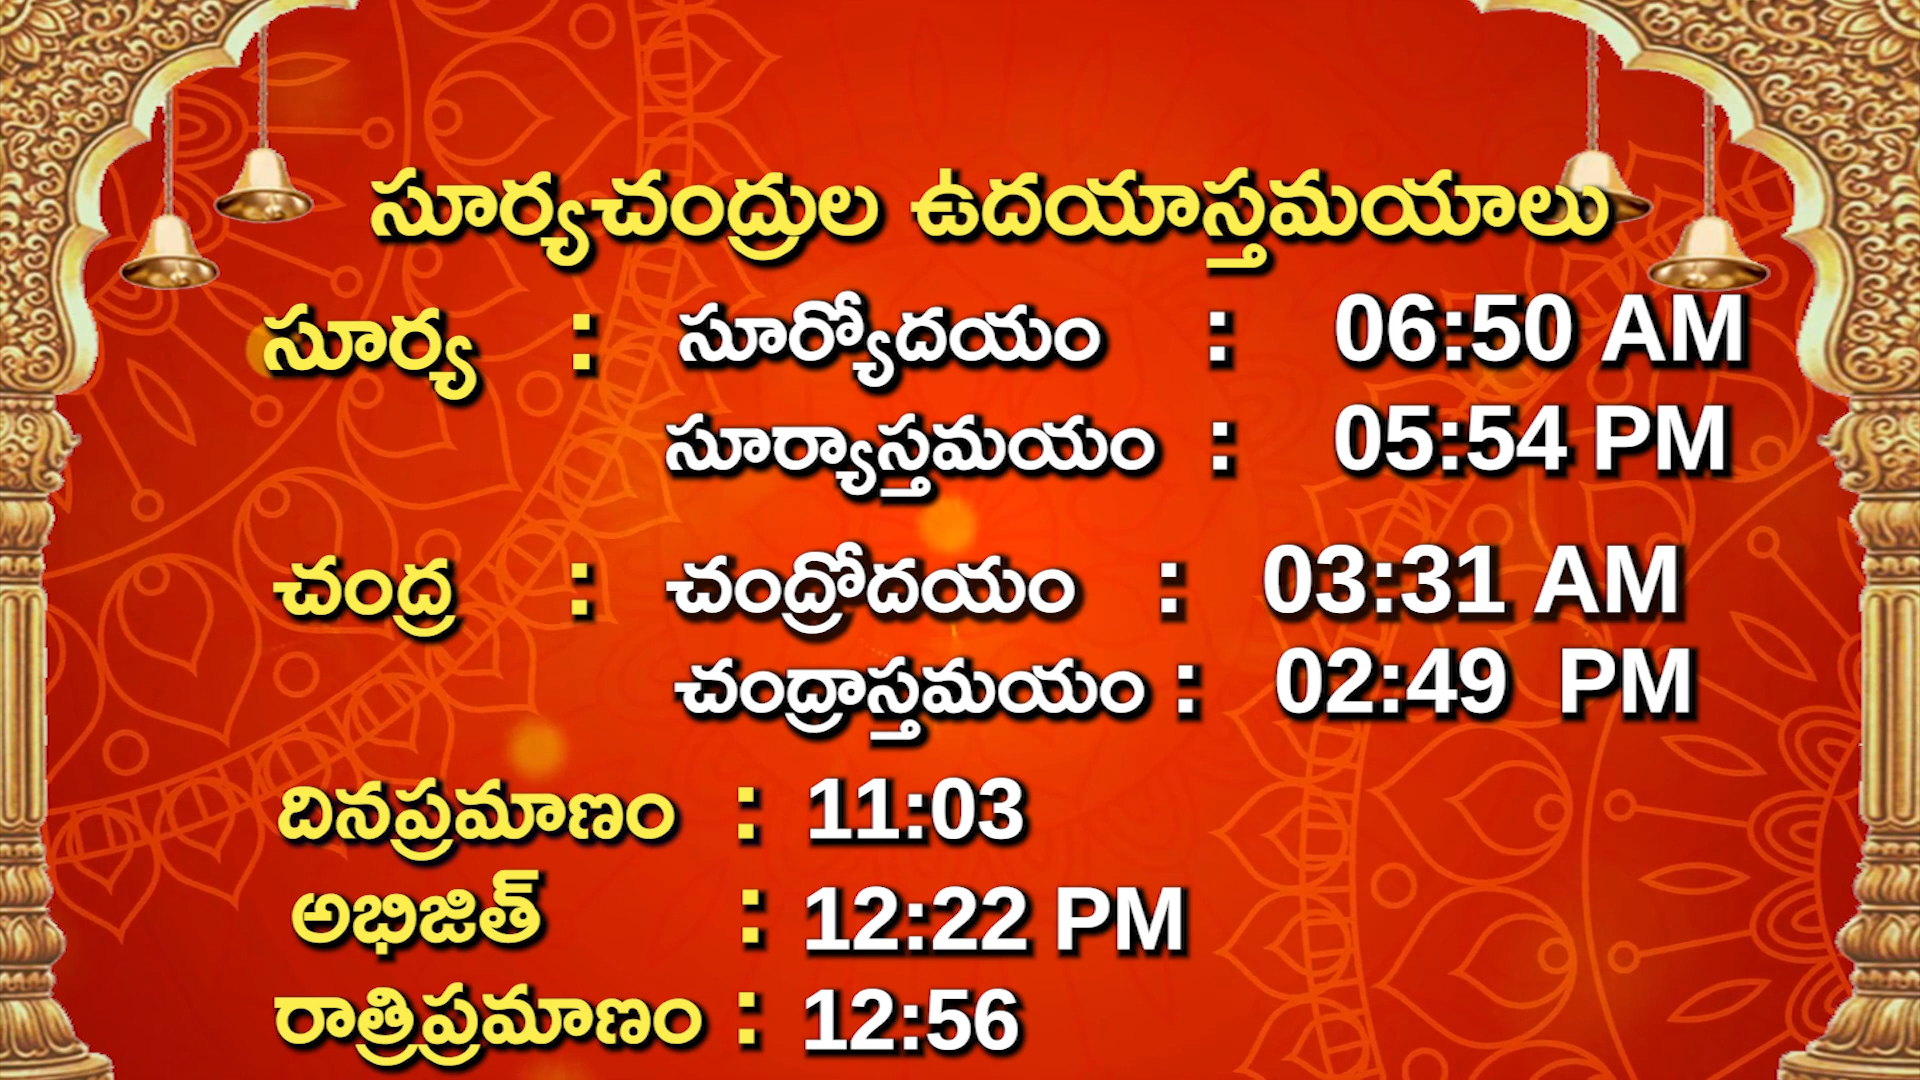 సూర్యచంద్రుల ఉదయాస్తమయాలు
సూర్య : సూర్యోదయం : 06:50 AM
సూర్యాస్తమయం : 05:54 PM
చంద్ర : చంద్రోదయం : 03:31 AM
చంద్రాస్తమయం : 02:49 PM
దినప్రమాణం : 11:03
అభిజిత్ : 12:22 PM
రాత్రిప్రమాణం : 12:56